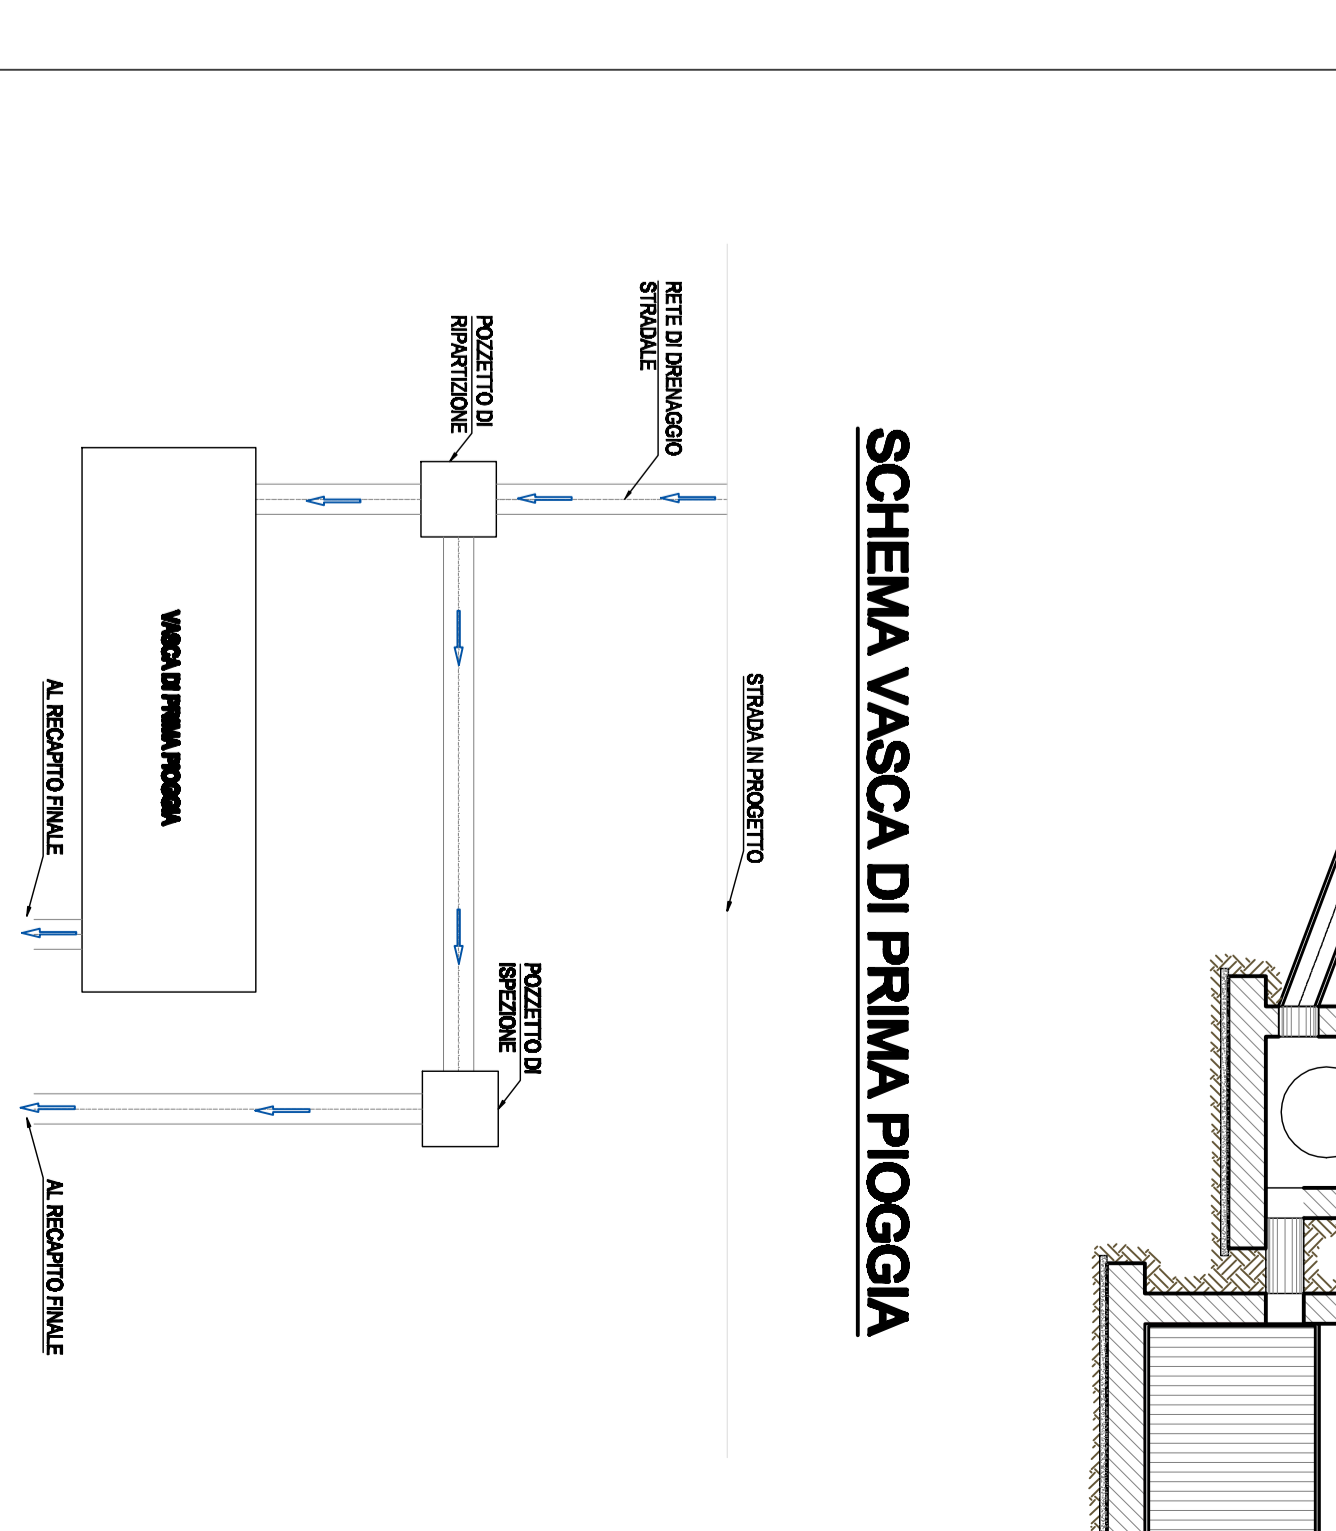 SCHEMA VASCA DI PRIMA PIOGGIA
STRADA IN PROGETTO
RETE DI DRENAGGIO
STRADALE
POZZETTO DI
RIPARTIZIONE
POZZETTO DI
ISPEZIONE
VASCA DI PRIMA PIOGGIA
AL RECAPITO FINALE
AL RECAPITO FINALE